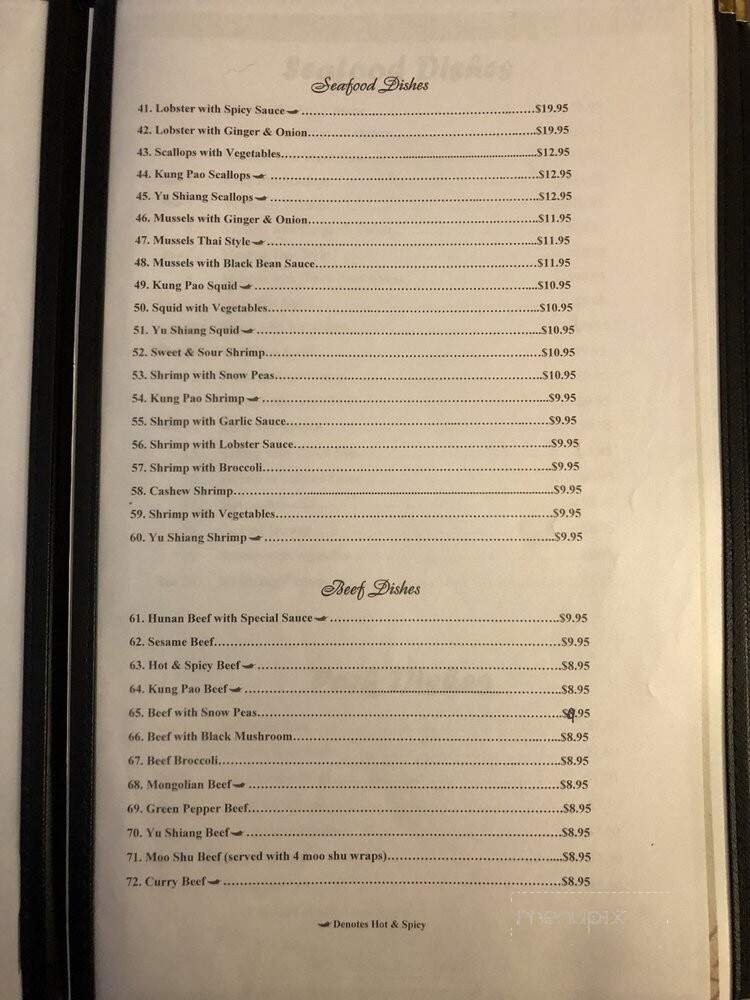 Seafood Dishes
41. Lobster with Spicy Sauce ........................................................$19.95
42. Lobster with Ginger & Onion........................................................$19.95
43. Scallops with Vegetables........................................................$12.95
44. Kung Pao Scallops ........................................................$12.95
45. Yu Shiang Scallops ........................................................$12.95
46. Mussels with Ginger & Onion........................................................$11.95
47. Mussels Thai Style ........................................................$11.95
48. Mussels with Black Bean Sauce........................................................$11.95
49. Kung Pao Squid ........................................................$10.95
50. Squid with Vegetables........................................................$10.95
51. Yu Shiang Squid ........................................................$10.95
52. Sweet & Sour Shrimp........................................................$10.95
53. Shrimp with Snow Peas........................................................$10.95
54. Kung Pao Shrimp ........................................................$9.95
55. Shrimp with Garlic Sauce........................................................$9.95
56. Shrimp with Lobster Sauce........................................................$9.95
57. Shrimp with Broccoli........................................................$9.95
58. Cashew Shrimp........................................................$9.95
59. Shrimp with Vegetables........................................................$9.95
60. Yu Shiang Shrimp ........................................................$9.95
Beef Dishes
61. Hunan Beef with Special Sauce ........................................................$9.95
62. Sesame Beef........................................................$9.95
63. Hot & Spicy Beef ........................................................$8.95
64. Kung Pao Beef ........................................................$8.95
65. Beef with Snow Peas........................................................$9.95
66. Beef with Black Mushroom........................................................$8.95
67. Beef Broccoli........................................................$8.95
68. Mongolian Beef ........................................................$8.95
69. Green Pepper Beef........................................................$8.95
70. Yu Shiang Beef ........................................................$8.95
71. Moo Shu Beef (served with 4 moo shu wraps)........................................................$8.95
72. Curry Beef ........................................................$8.95
Denotes Hot & Spicy
menupix